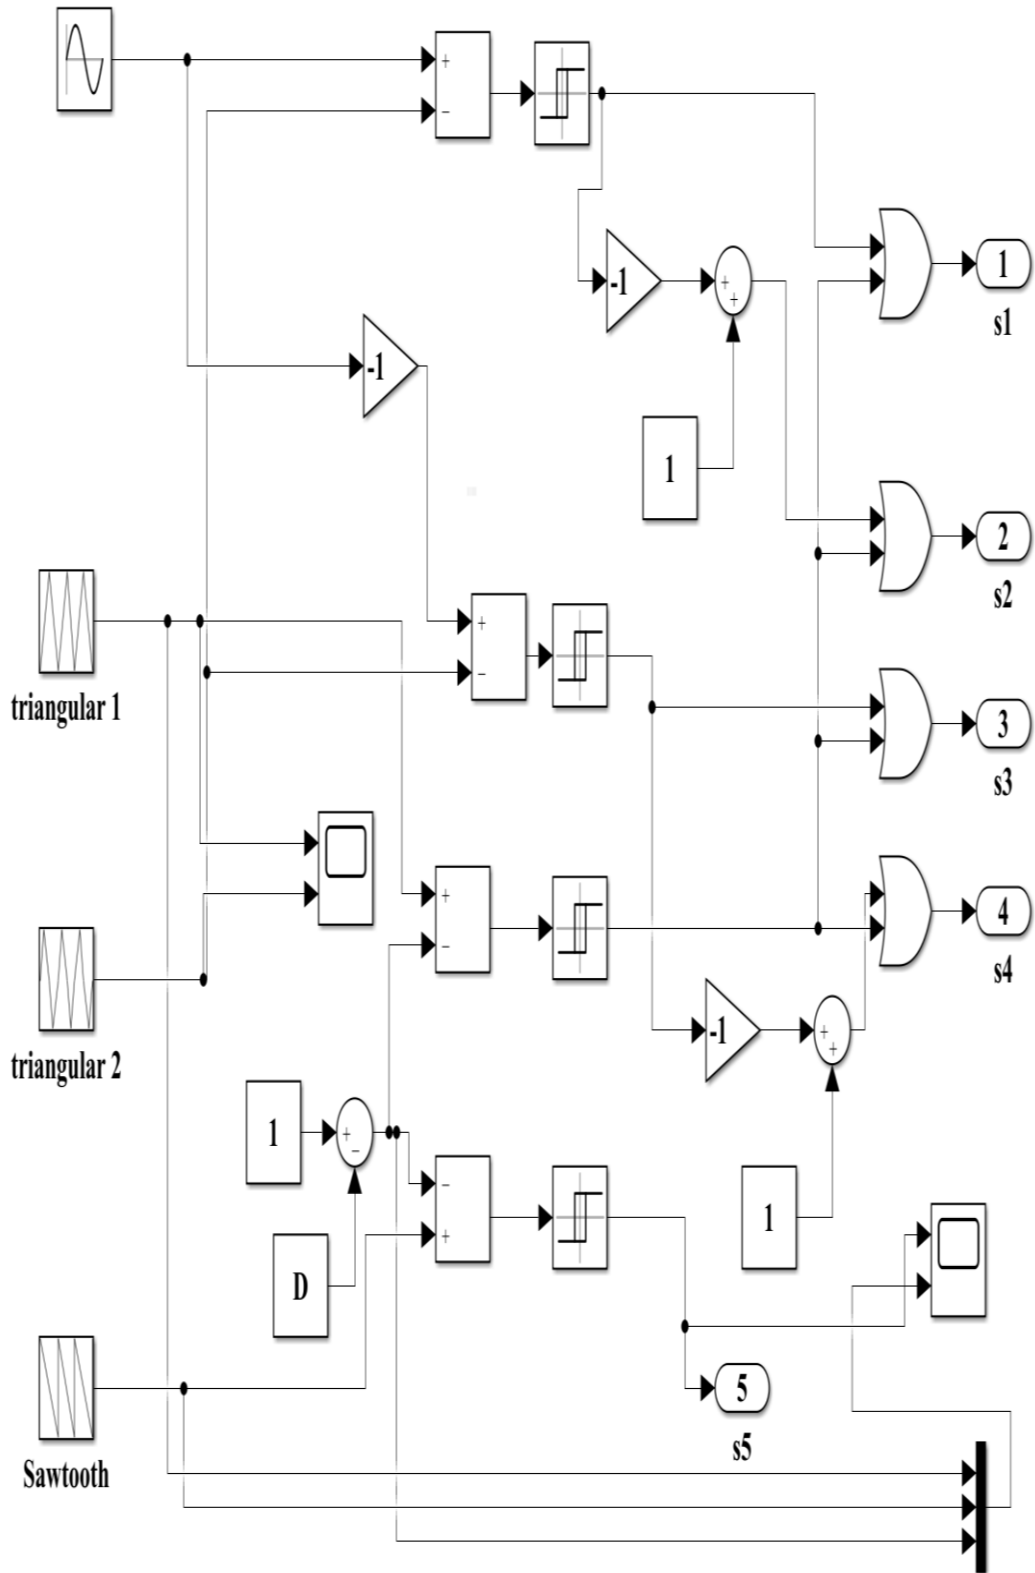 +
−
-1
+
+
1
s1
-1
1
2
s2
+
−
triangular 1
3
s3
+
−
4
s4
-1
+
+
triangular 2
1
+
−
−
+
1
D
5
s5
Sawtooth